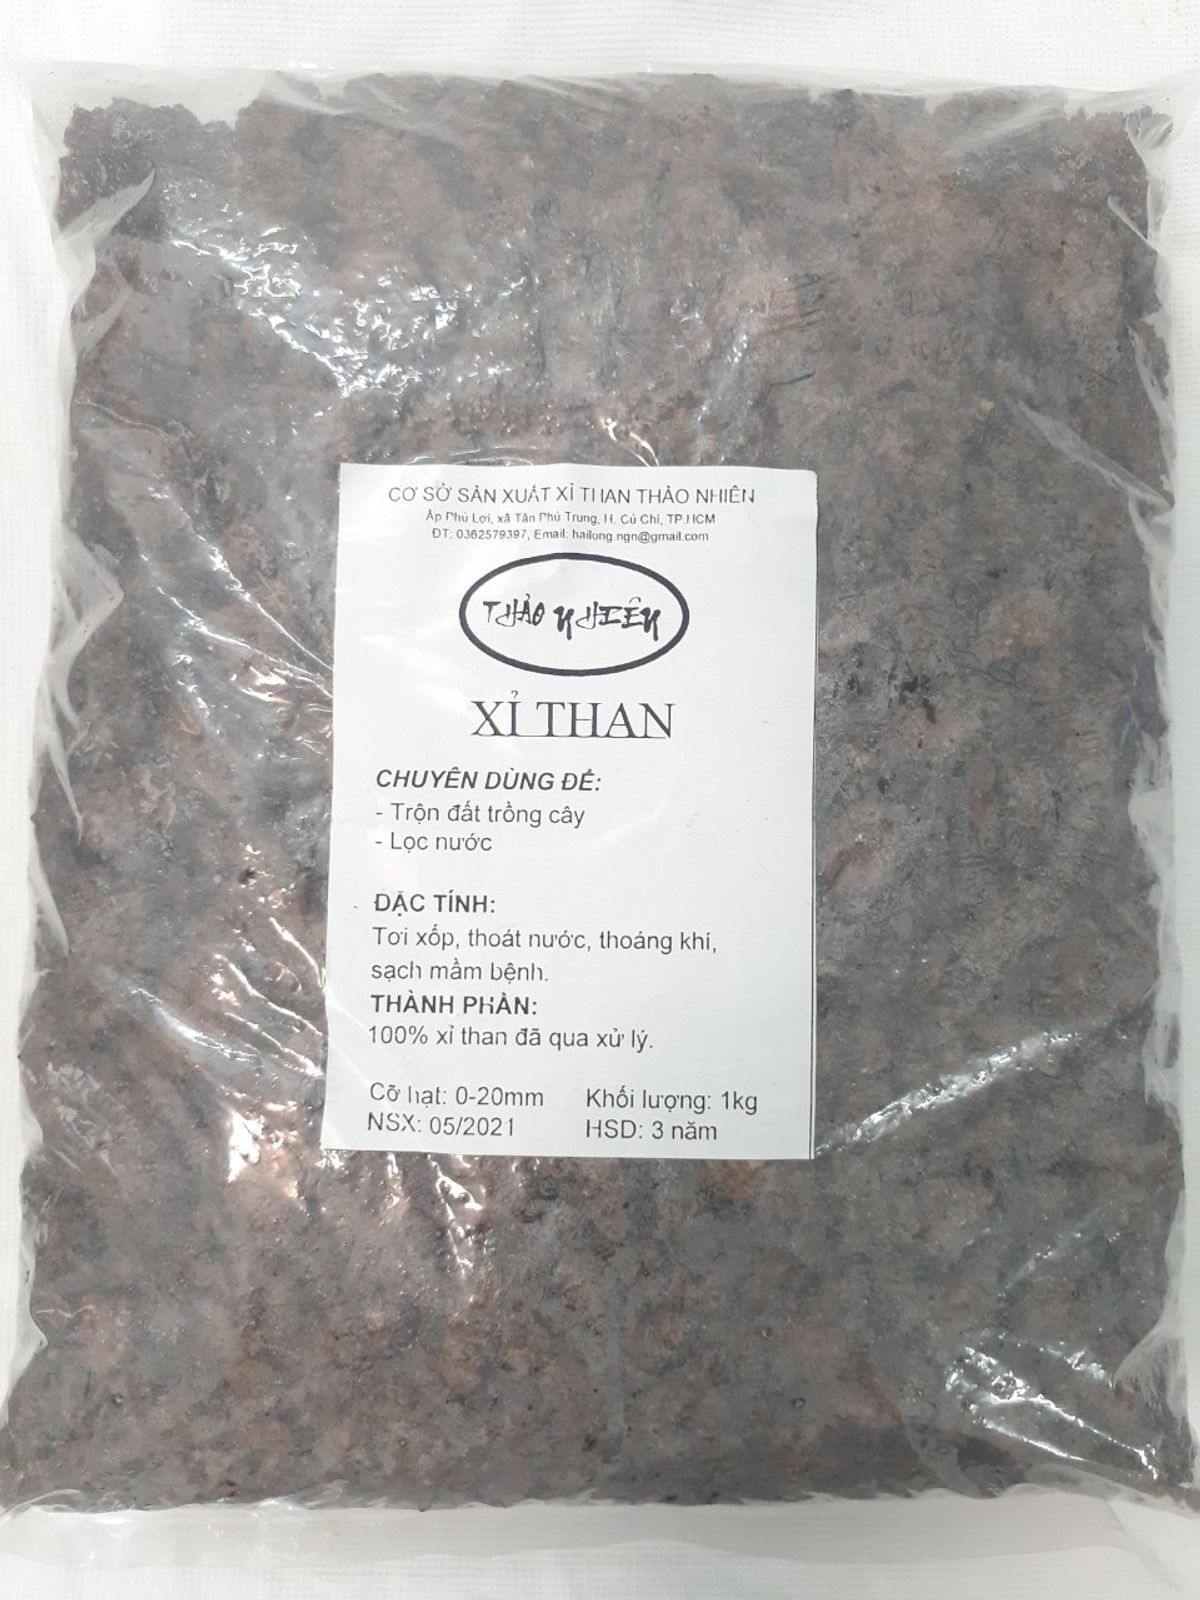 CƠ SỞ SẢN XUẤT XỈ THAN THẢO NHIÊN
Ấp Phú Lợi, xã Tân Phú Trung, H. Củ Chi, TP.HCM
ĐT: 0362579397, Email: hailong.ngn@gmail.com
THẢO NHIÊN
XỈ THAN
CHUYÊN DÙNG ĐỂ:
- Trộn đất trồng cây
- Lọc nước
ĐẶC TÍNH:
Tơi xốp, thoát nước, thoáng khí,
sạch mầm bệnh.
THÀNH PHẦN:
100% xỉ than đã qua xử lý.
Cỡ hạt: 0-20mm Khối lượng: 1kg
NSX: 05/2021 HSD: 3 năm